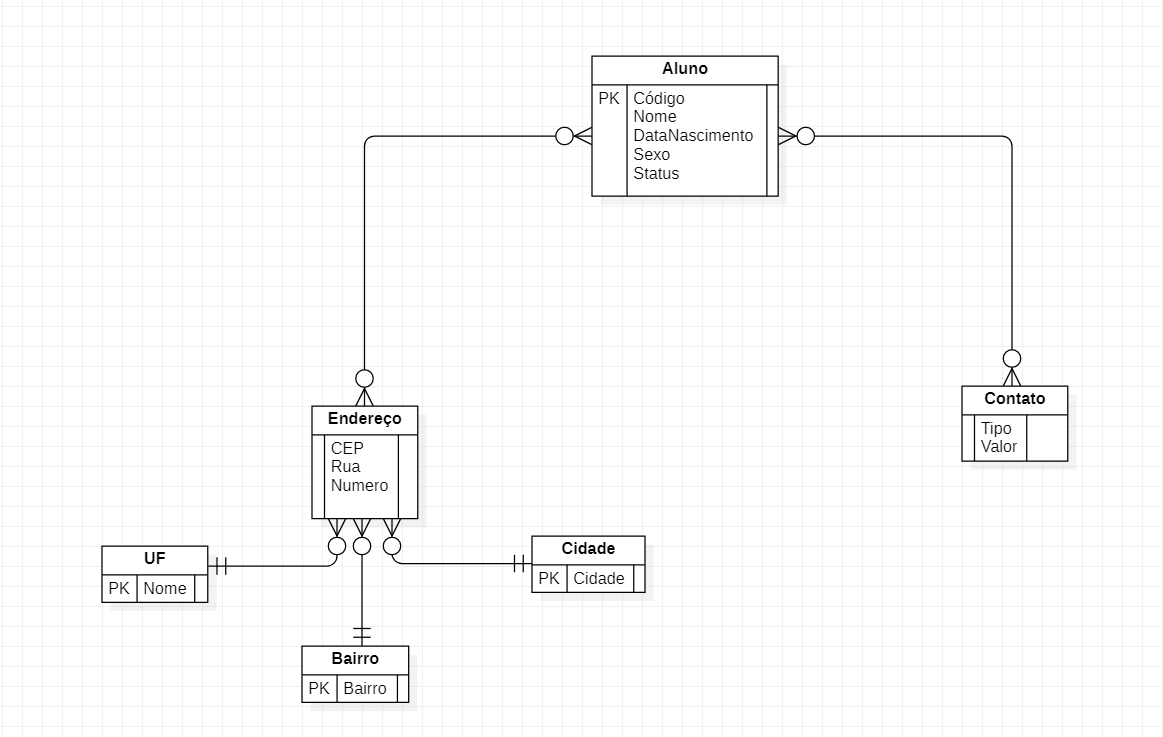 Aluno
PK Código
Nome
DataNascimento
Sexo
Status
Endereço
CEP
Rua
Numero
Contato
Tipo
Valor
UF
PK Nome
Cidade
PK Cidade
Bairro
PK Bairro